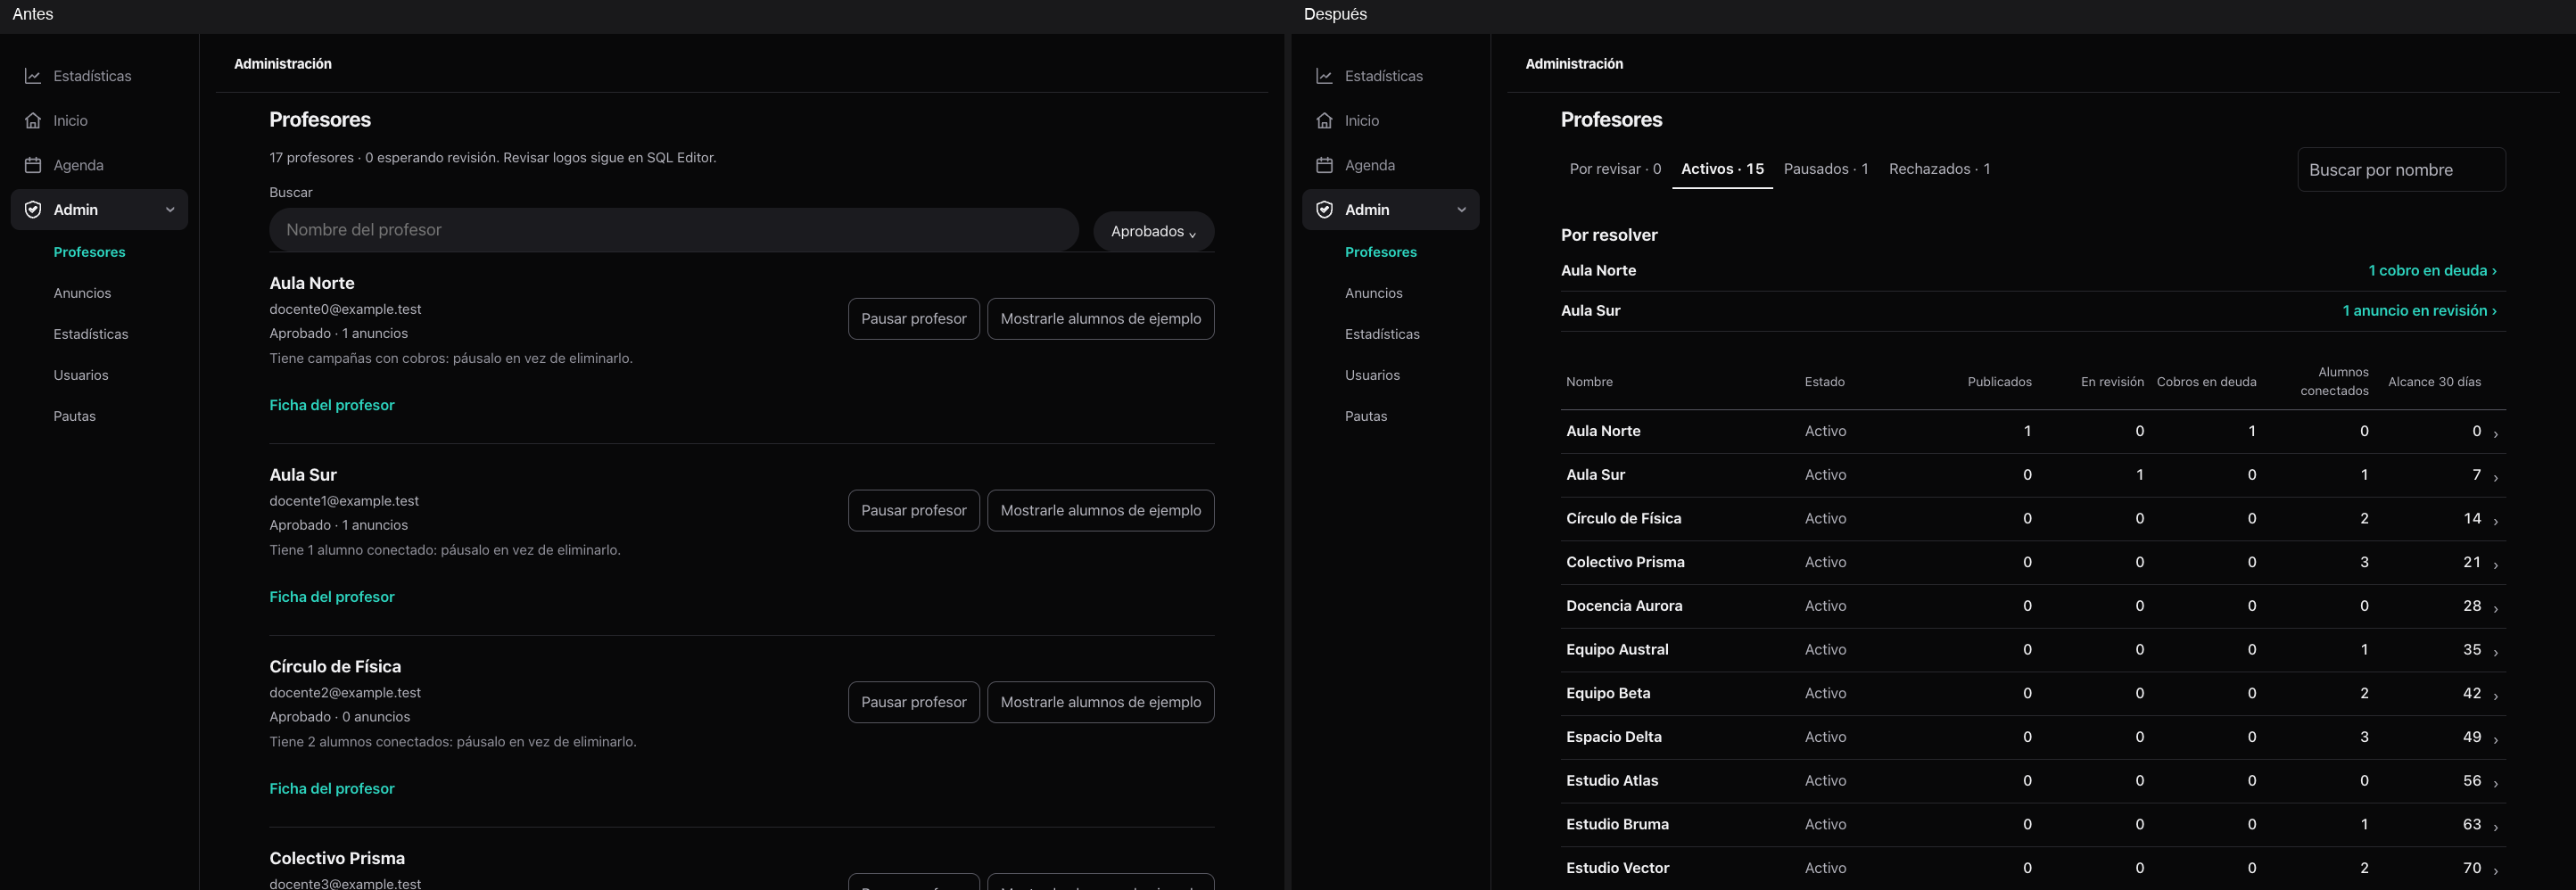 Antes
Estadísticas
Inicio
Agenda
Admin
Profesores
Anuncios
Estadísticas
Usuarios
Pautas
Administración
Profesores
17 profesores · 0 esperando revisión. Revisar logos sigue en SQL Editor.
Buscar
Nombre del profesor
Aprobados
Aula Norte
docente0@example.test
Aprobado · 1 anuncios
Tiene campañas con cobros: páusalo en vez de eliminarlo.
Pausar profesor
Mostrarle alumnos de ejemplo
Ficha del profesor
Aula Sur
docente1@example.test
Aprobado · 1 anuncios
Tiene 1 alumno conectado: páusalo en vez de eliminarlo.
Pausar profesor
Mostrarle alumnos de ejemplo
Ficha del profesor
Círculo de Física
docente2@example.test
Aprobado · 0 anuncios
Tiene 2 alumnos conectados: páusalo en vez de eliminarlo.
Pausar profesor
Mostrarle alumnos de ejemplo
Ficha del profesor
Colectivo Prisma
docente3@example.test
Después
Estadísticas
Inicio
Agenda
Admin
Profesores
Anuncios
Estadísticas
Usuarios
Pautas
Administración
Profesores
Por revisar · 0 Activos · 15 Pausados · 1 Rechazados · 1
Buscar por nombre
Por resolver
Aula Norte 1 cobro en deuda ›
Aula Sur 1 anuncio en revisión ›
Nombre Estado Publicados En revisión Cobros en deuda Alumnos conectados Alcance 30 días
Aula Norte Activo 1 0 1 0 0 ›
Aula Sur Activo 0 1 0 1 7 ›
Círculo de Física Activo 0 0 0 2 14 ›
Colectivo Prisma Activo 0 0 0 3 21 ›
Docencia Aurora Activo 0 0 0 0 28 ›
Equipo Austral Activo 0 0 0 1 35 ›
Equipo Beta Activo 0 0 0 2 42 ›
Espacio Delta Activo 0 0 0 3 49 ›
Estudio Atlas Activo 0 0 0 0 56 ›
Estudio Bruma Activo 0 0 0 1 63 ›
Estudio Vector Activo 0 0 0 2 70 ›